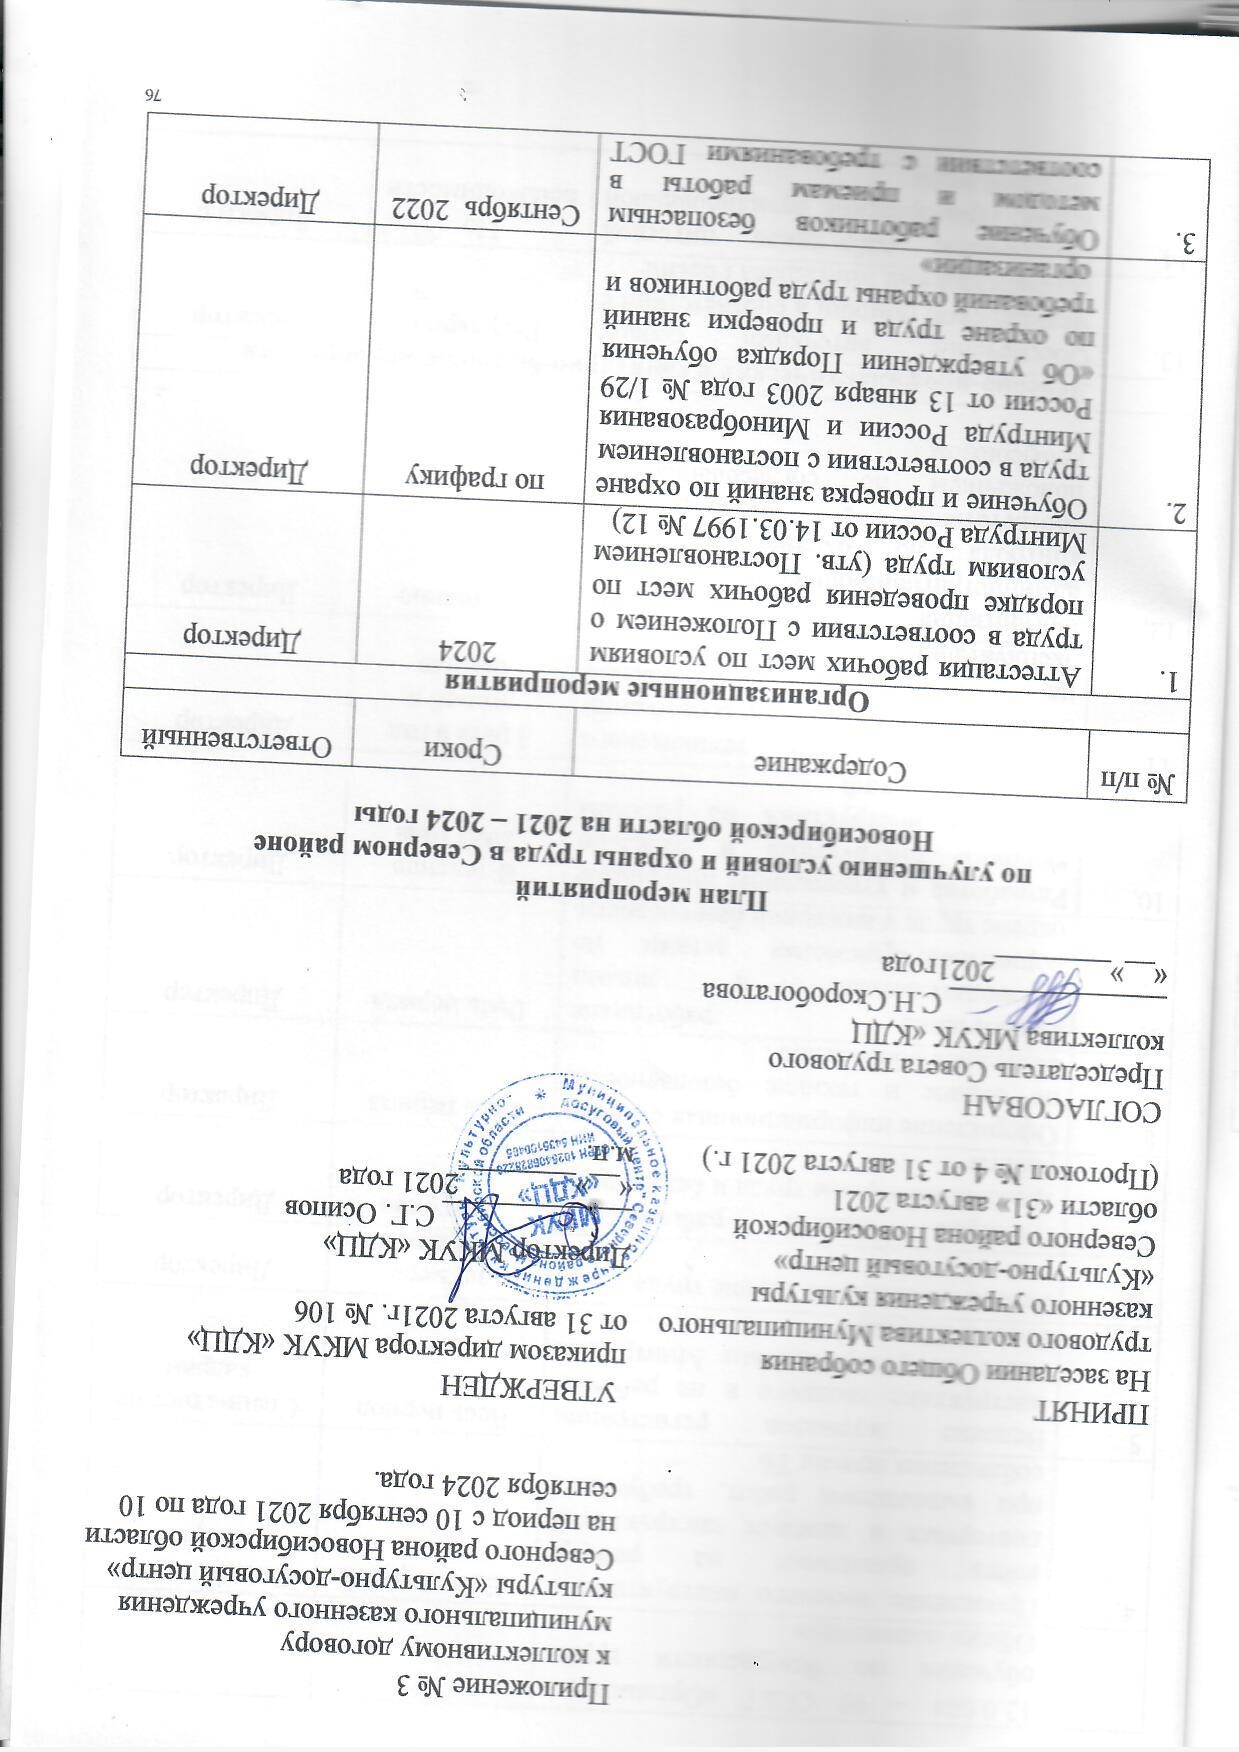 Приложение № 3
к коллективному договору
муниципального казенного учреждения
культуры «Культурно-досуговый центр»
Северного района Новосибирской области
на период с 10 сентября 2021 года по 10
сентября 2024 года.
ПРИНЯТ
На заседании Общего собрания
трудового коллектива Муниципального
казенного учреждения культуры
«Культурно-досуговый центр»
Северного района Новосибирской
области «31» августа 2021
(Протокол № 4 от 31 августа 2021 г.)
УТВЕРЖДЕН
приказом директора МКУК «КДЦ»
от 31 августа 2021г. № 106
Директор МКУК «КДЦ»
____________ С.Г. Осипов
«__» ________ 2021 года
м.п.
МКУК
«КДЦ»
СОГЛАСОВАН
Председатель Совета трудового
коллектива МКУК «КДЦ
____________ С.Н.Скоробогатова
«__» ________ 2021года
План мероприятий
по улучшению условий и охраны труда в Северном районе
Новосибирской области на 2021 – 2024 годы
№ п/п Содержание Сроки Ответственный
Организационные мероприятия
1. Аттестация рабочих мест по условиям
труда в соответствии с Положением о
порядке проведения рабочих мест по
условиям труда (утв. Постановлением
Минтруда России от 14.03.1997 № 12)
2024 Директор
2. Обучение и проверка знаний по охране
труда в соответствии с постановлением
Минтруда России и Минобразования
России от 13 января 2003 года № 1/29
«Об утверждении Порядка обучения
по охране труда и проверки знаний
требований охраны труда работников и
организации»
по графику Директор
3. Обучение работников безопасным
методом и приемам работы в
соответствии с требованиями ГОСТ
Сентябрь 2022 Директор
76